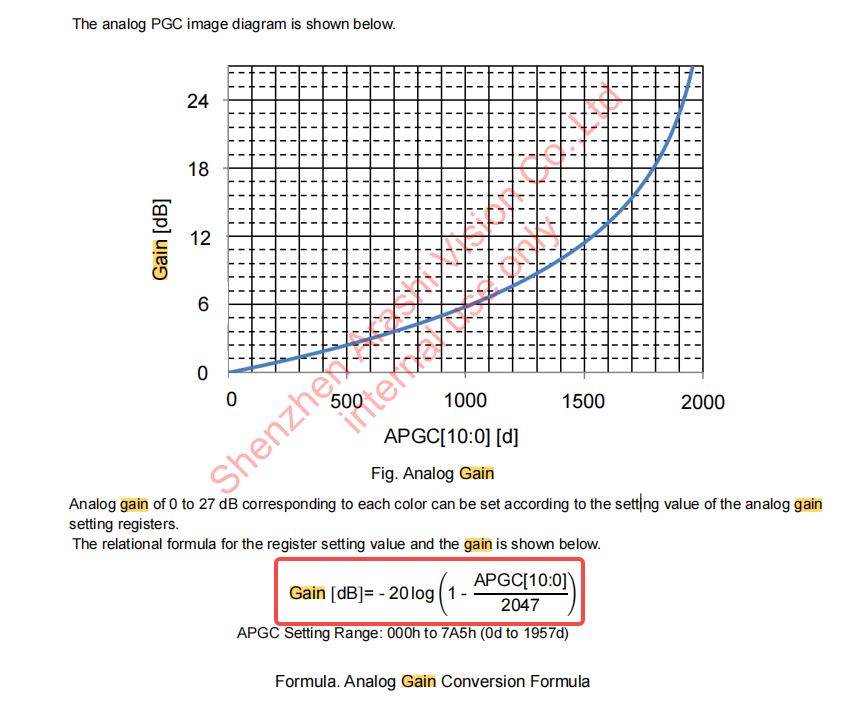 The analog PGC image diagram is shown below.
24
18
12
6
0
Gain [dB]
0 500 1000 1500 2000
APGC[10:0] [d]
Shenzhen Arashi Vision Co.,Ltd
internal use only
Fig. Analog Gain
Analog gain of 0 to 27 dB corresponding to each color can be set according to the setting value of the analog gain
setting registers.
The relational formula for the register setting value and the gain is shown below.
Gain [dB]= - 20 log (1 - APGC[10:0] / 2047)
APGC Setting Range: 000h to 7A5h (0d to 1957d)
Formula. Analog Gain Conversion Formula